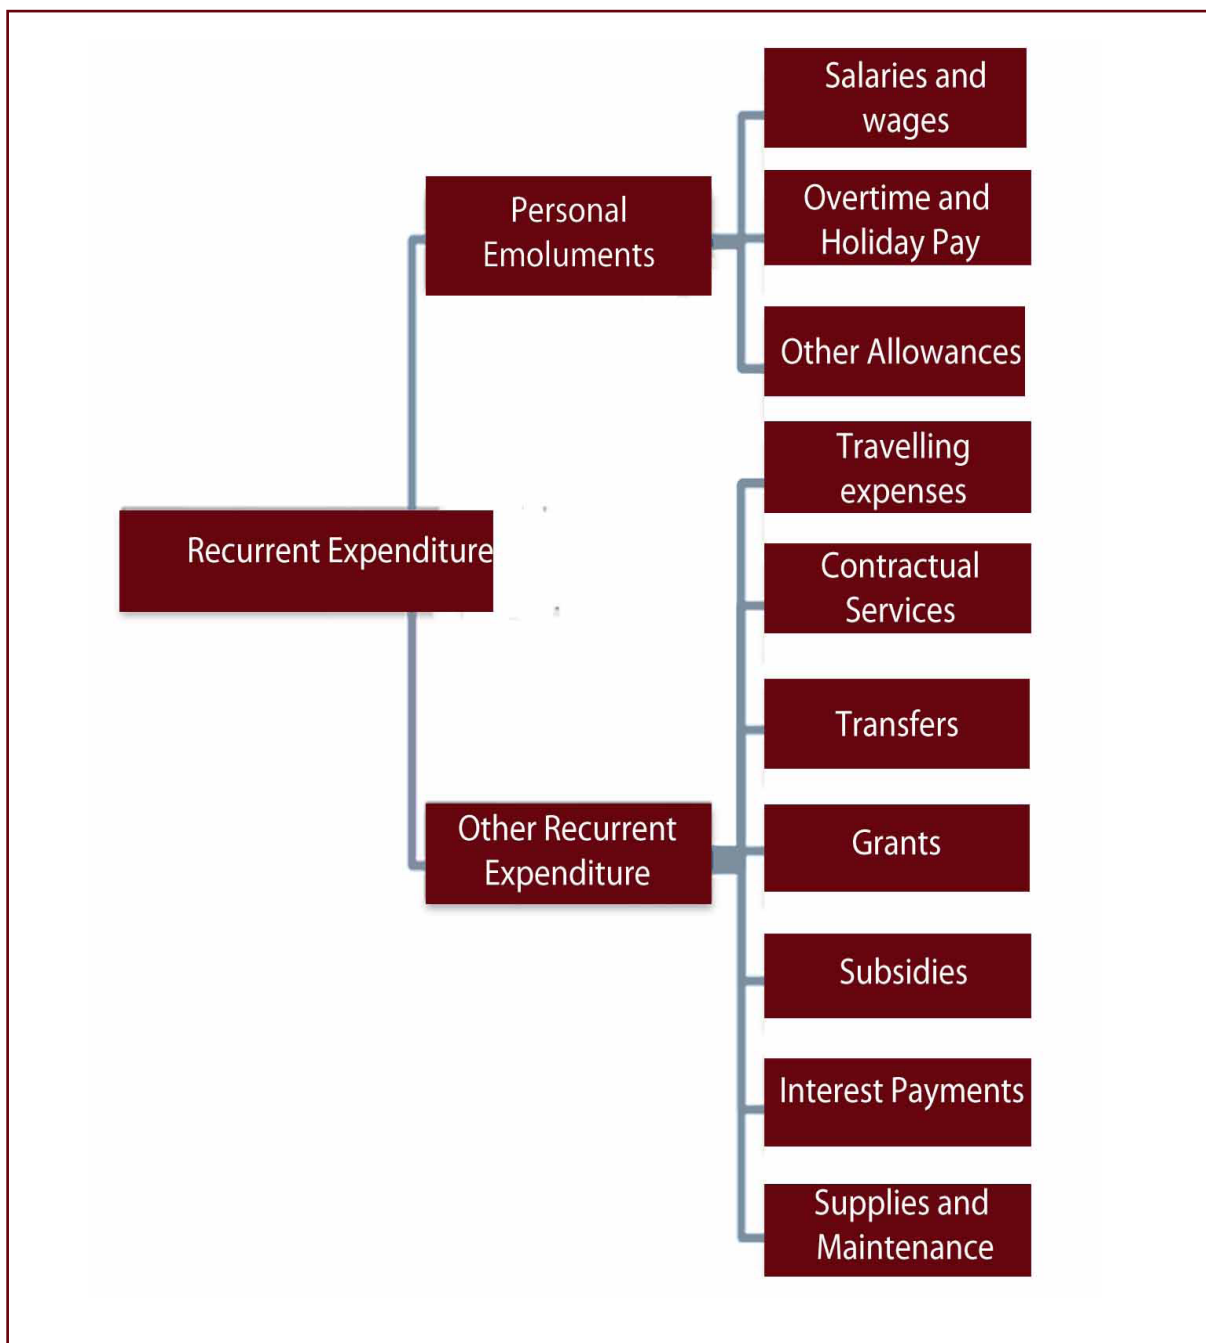 Salaries and
wages
Personal
Emoluments
Overtime and
Holiday Pay
Other Allowances
Recurrent Expenditure
Travelling
expenses
Contractual
Services
Transfers
Other Recurrent
Expenditure
Grants
Subsidies
Interest Payments
Supplies and
Maintenance